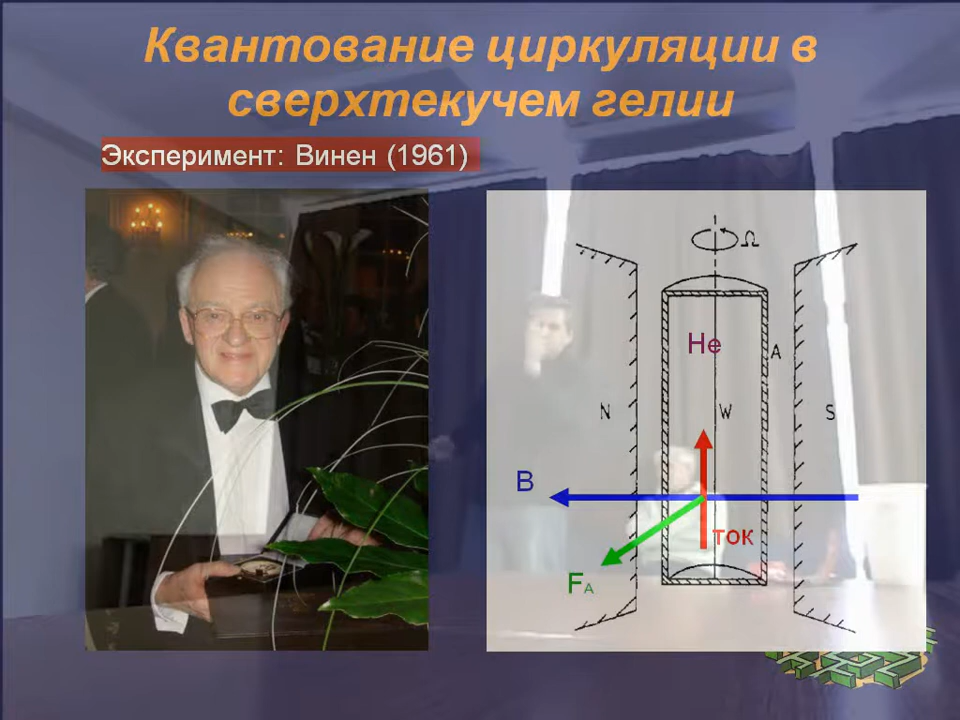 Квантование циркуляции в
сверхтекучем гелии
Эксперимент: Винен (1961)
Ω
He
A
N
W
S
B
ток
FA